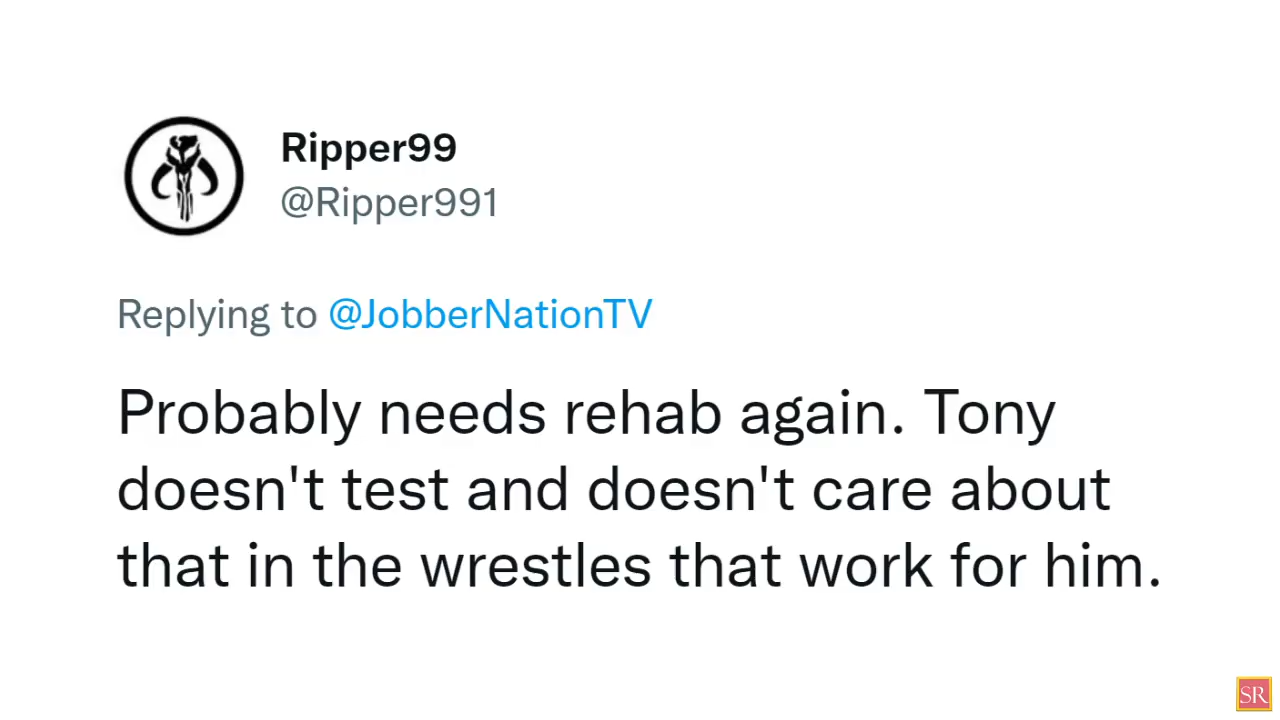 Ripper99
@Ripper991
Replying to @JobberNationTV
Probably needs rehab again. Tony
doesn't test and doesn't care about
that in the wrestles that work for him.
SR